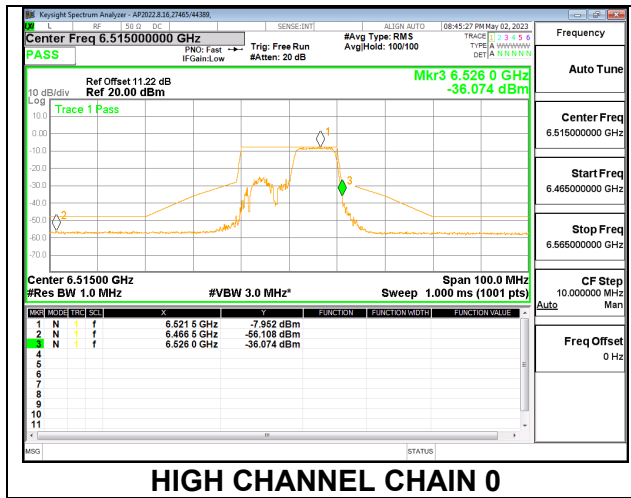 Keysight Spectrum Analyzer - AP2022.8.16,27465/44389,
L RF 50 Ω DC SENSE:INT ALIGN AUTO 08:45:27 PM May 02, 2023
Center Freq 6.515000000 GHz
PNO: Fast
IFGain:Low
Trig: Free Run
#Atten: 20 dB
#Avg Type: RMS
Avg|Hold: 100/100
TRACE 1 2 3 4 5 6
TYPE A WWWWW
DET A N N N N N
PASS
Ref Offset 11.22 dB
Ref 20.00 dBm
10 dB/div
Log
Mkr3 6.526 0 GHz
-36.074 dBm
Trace 1 Pass
10.0
0.00
-10.0
-20.0
-30.0
-40.0
-50.0
-60.0
-70.0
1
2
3
Center 6.51500 GHz Span 100.0 MHz
#Res BW 1.0 MHz #VBW 3.0 MHz* Sweep 1.000 ms (1001 pts)
MKR MODE TRC SCL X Y FUNCTION FUNCTION WIDTH FUNCTION VALUE
1 N 1 f 6.521 5 GHz -7.952 dBm
2 N 1 f 6.466 5 GHz -56.108 dBm
3 N 1 f 6.526 0 GHz -36.074 dBm
4
5
6
7
8
9
10
11
MSG STATUS
Frequency
Auto Tune
Center Freq
6.515000000 GHz
Start Freq
6.465000000 GHz
Stop Freq
6.565000000 GHz
CF Step
10.000000 MHz
Auto Man
Freq Offset
0 Hz
HIGH CHANNEL CHAIN 0